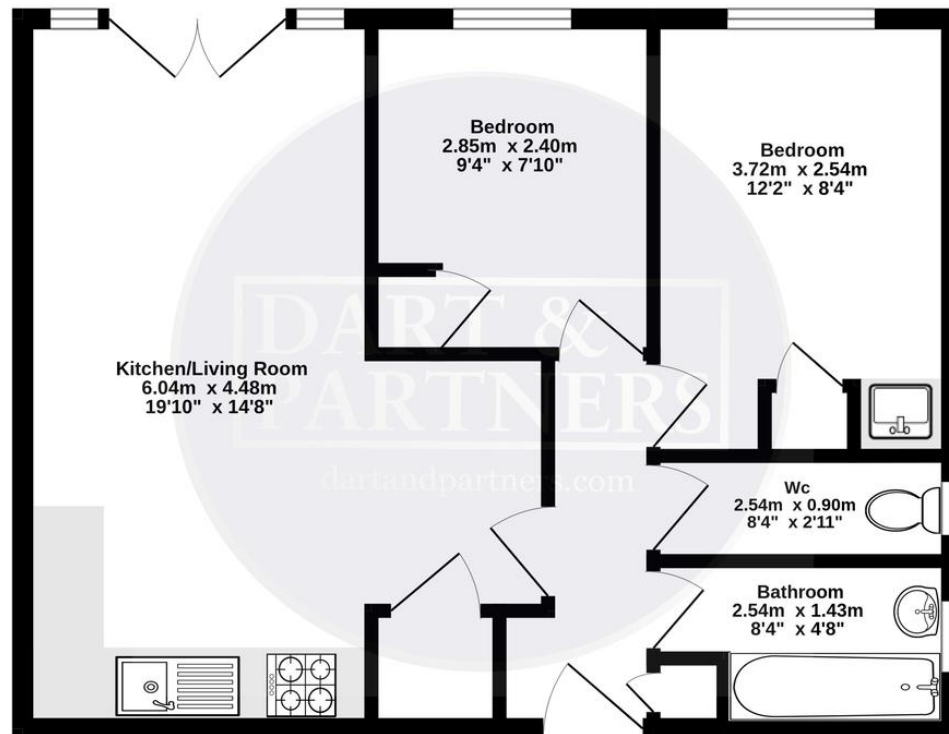 Bedroom
2.85m x 2.40m
9'4" x 7'10"
Bedroom
3.72m x 2.54m
12'2" x 8'4"
DART &
PARTNERS
dartandpartners.com
Kitchen/Living Room
6.04m x 4.48m
19'10" x 14'8"
Wc
2.54m x 0.90m
8'4" x 2'11"
Bathroom
2.54m x 1.43m
8'4" x 4'8"